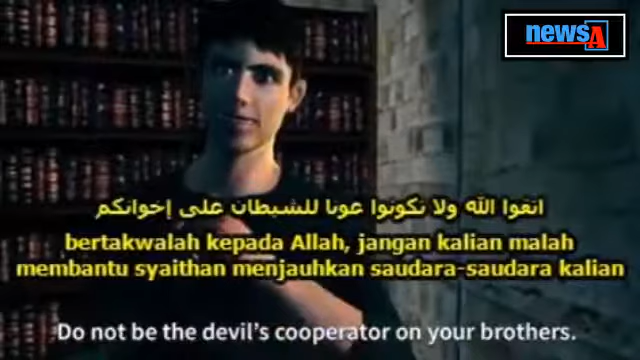 newsA
اتقوا الله ولا تكونوا عونا للشيطان على إخوانكم
bertakwalah kepada Allah, jangan kalian malah
membantu syaithan menjauhkan saudara-saudara kalian
Do not be the devil's cooperator on your brothers.